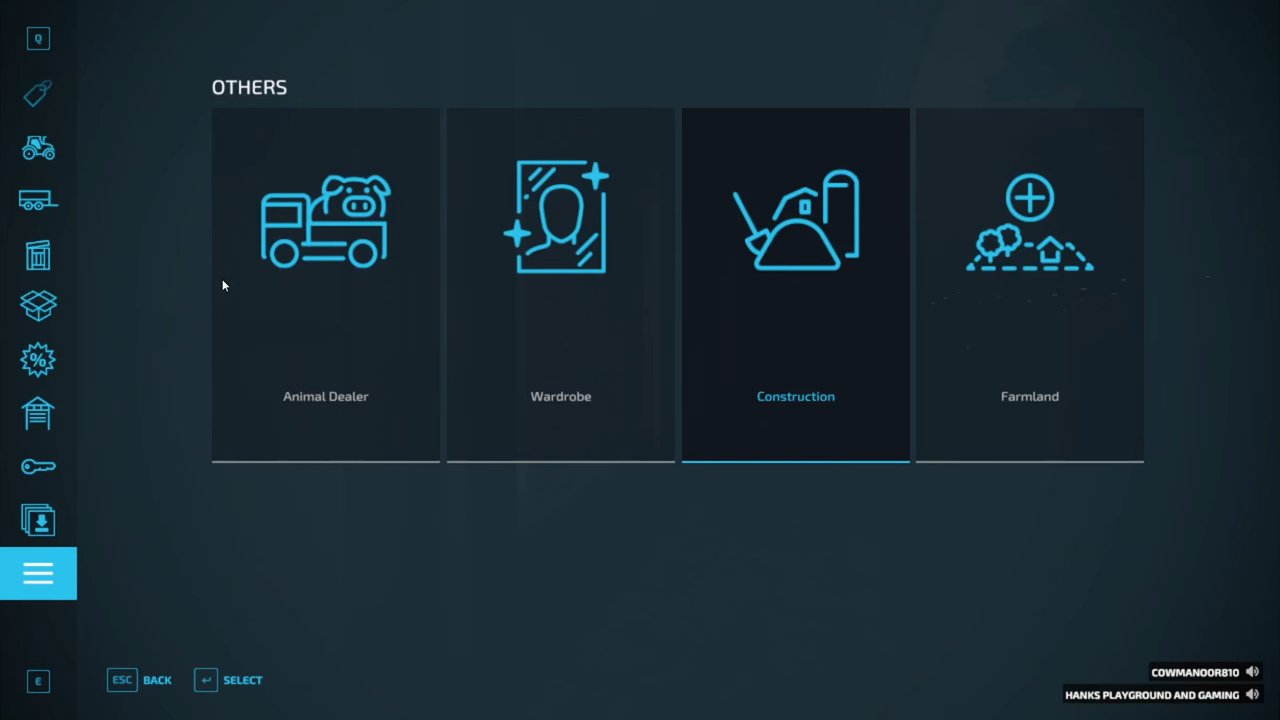 Q
OTHERS
Animal Dealer
Wardrobe
Construction
Farmland
%
E
ESC BACK ↵ SELECT
COWMANOOR810
HANKS PLAYGROUND AND GAMING